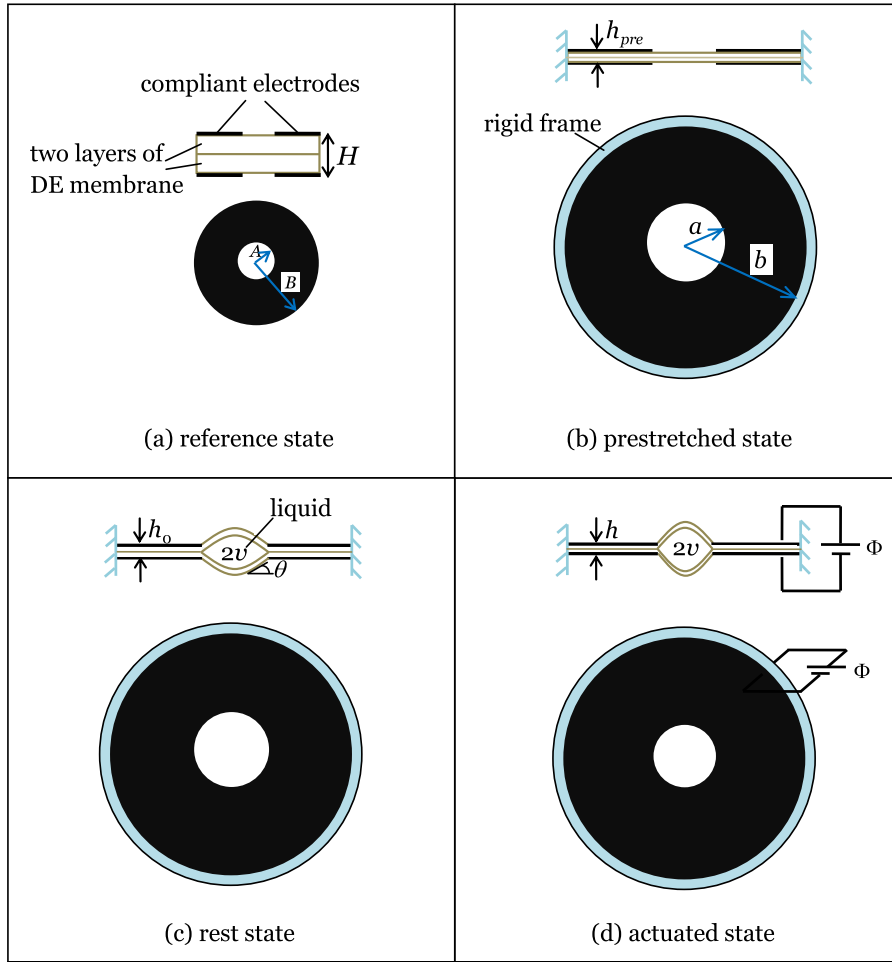 compliant electrodes
two layers of
DE membrane
H
A
B
(a) reference state
h_pre
rigid frame
a
b
(b) prestretched state
liquid
h_0
2v
θ
(c) rest state
h
2v
Φ
Φ
(d) actuated state